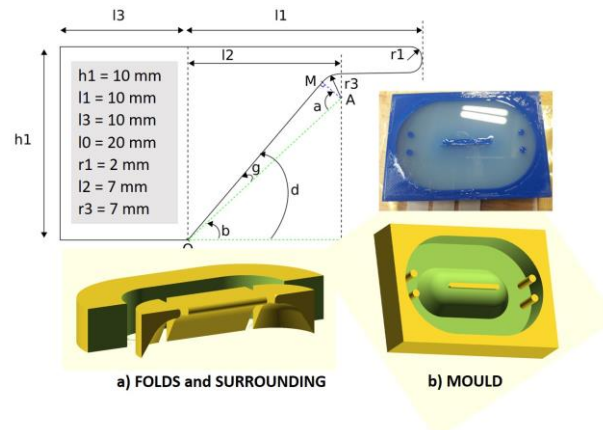 l3
l1
l2
r1
M
r3
h1 = 10 mm
l1 = 10 mm
l3 = 10 mm
l0 = 20 mm
r1 = 2 mm
l2 = 7 mm
r3 = 7 mm
a
A
h1
g
d
b
O
a) FOLDS and SURROUNDING
b) MOULD